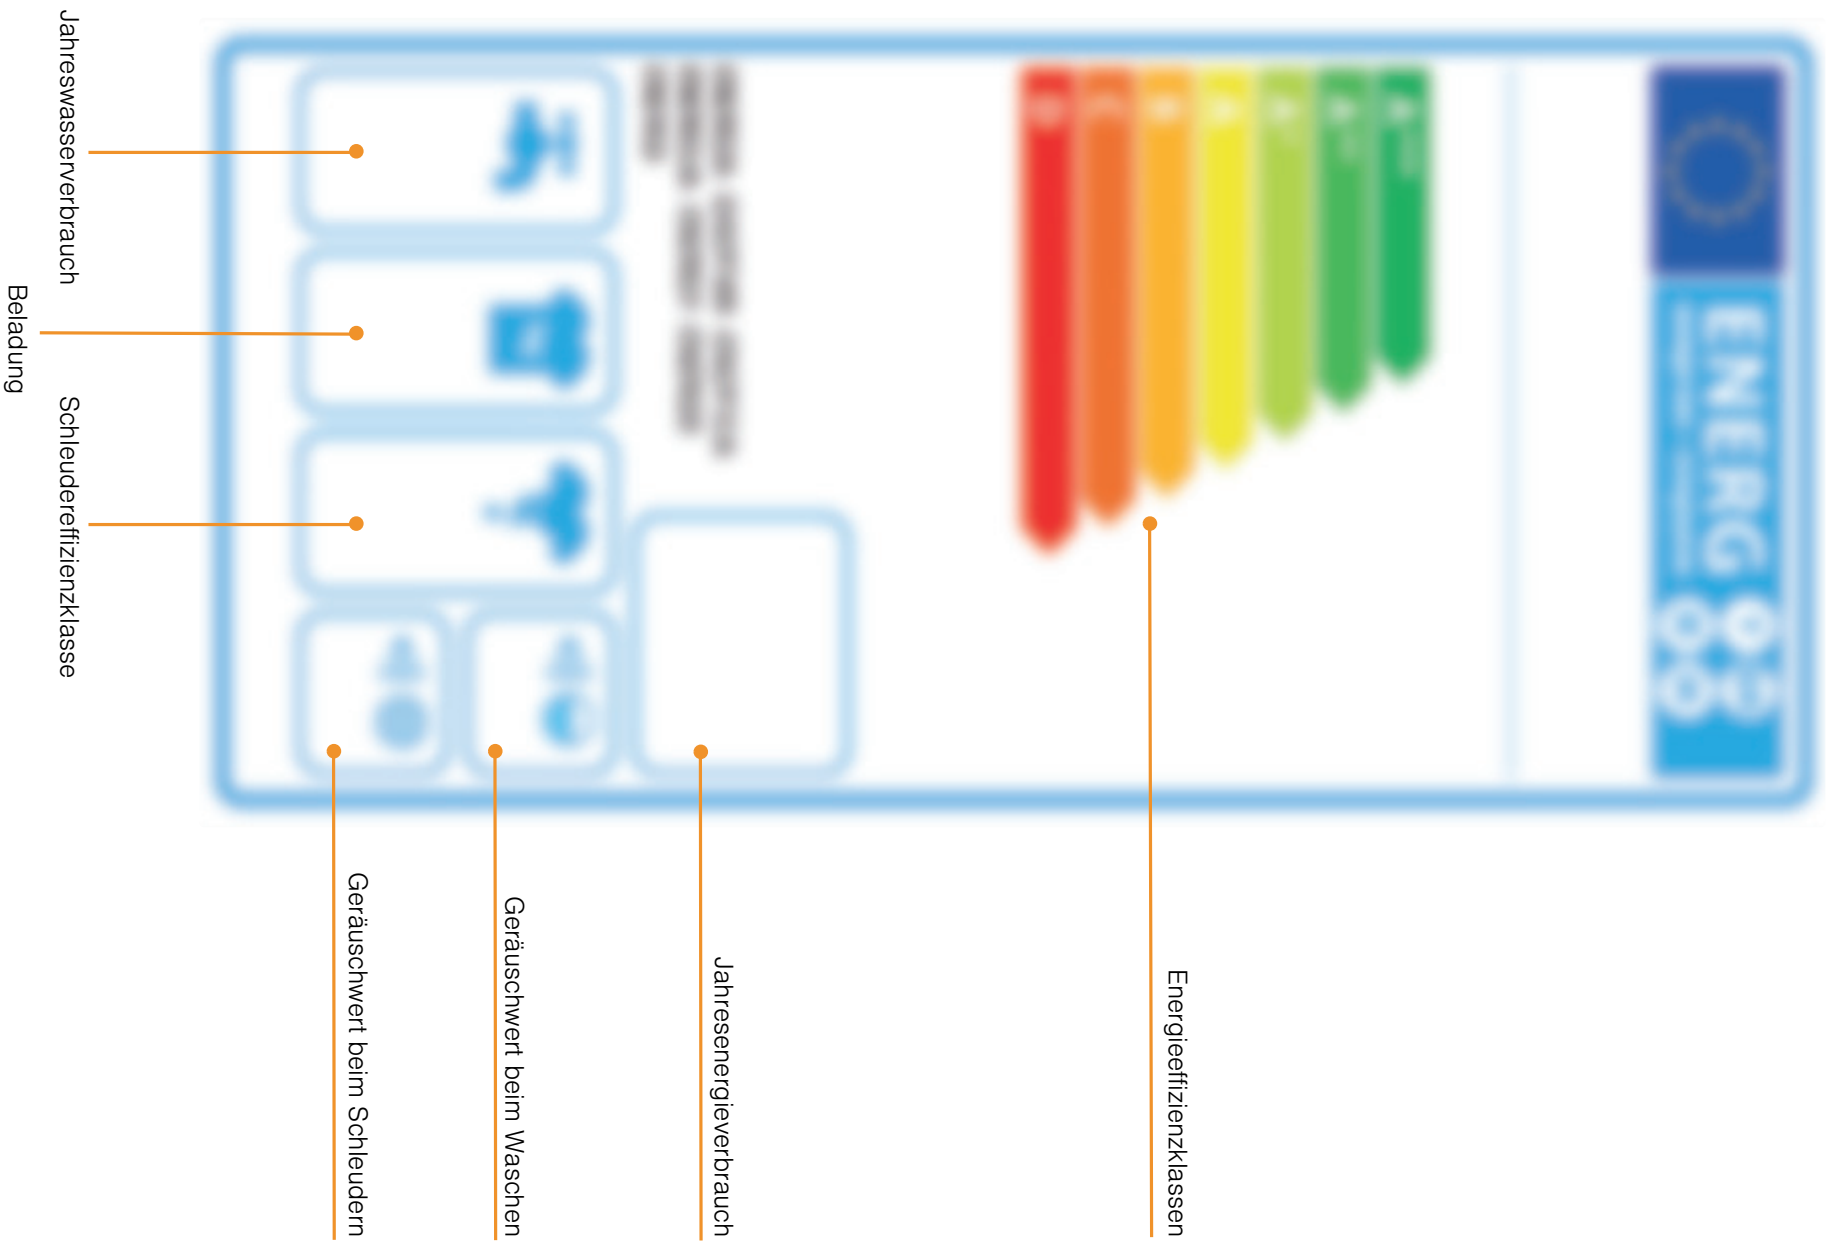 ENERG
Energieeffizienzklassen
Jahresenergieverbrauch
Geräuschwert beim Waschen
Geräuschwert beim Schleudern
Jahreswasserverbrauch
Schleudereffizienzklasse
Beladung